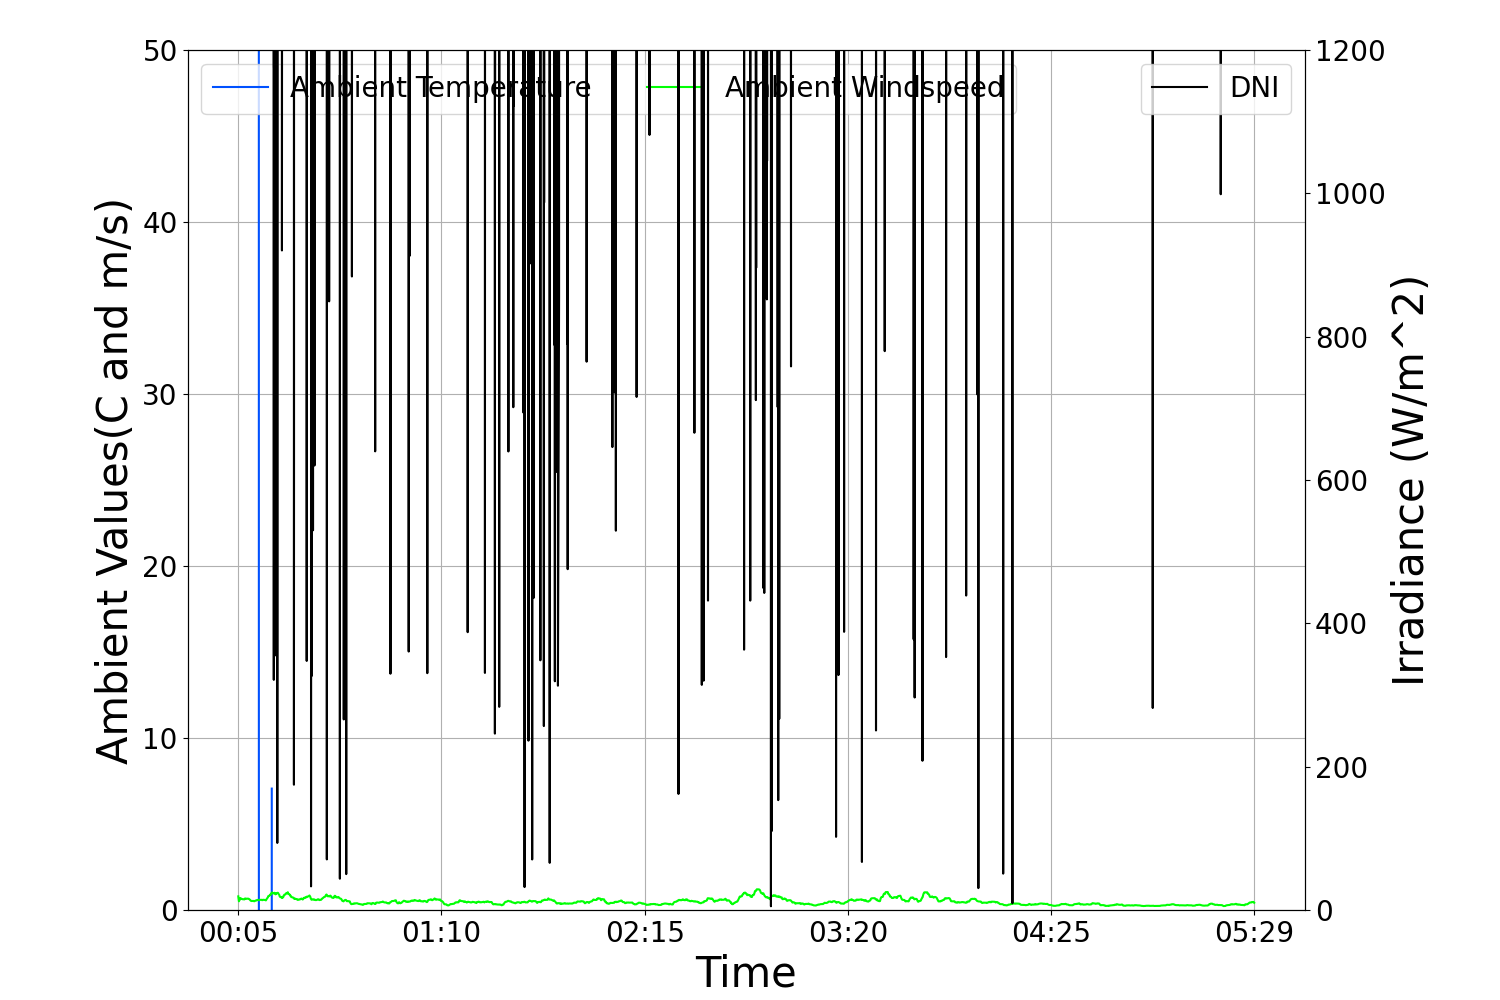 Ambient Temperature
Ambient Windspeed
DNI
Ambient Values(C and m/s)
50
40
30
20
10
0
1200
1000
800
600
400
200
0
Irradiance (W/m^2)
00:05 01:10 02:15 03:20 04:25 05:29
Time